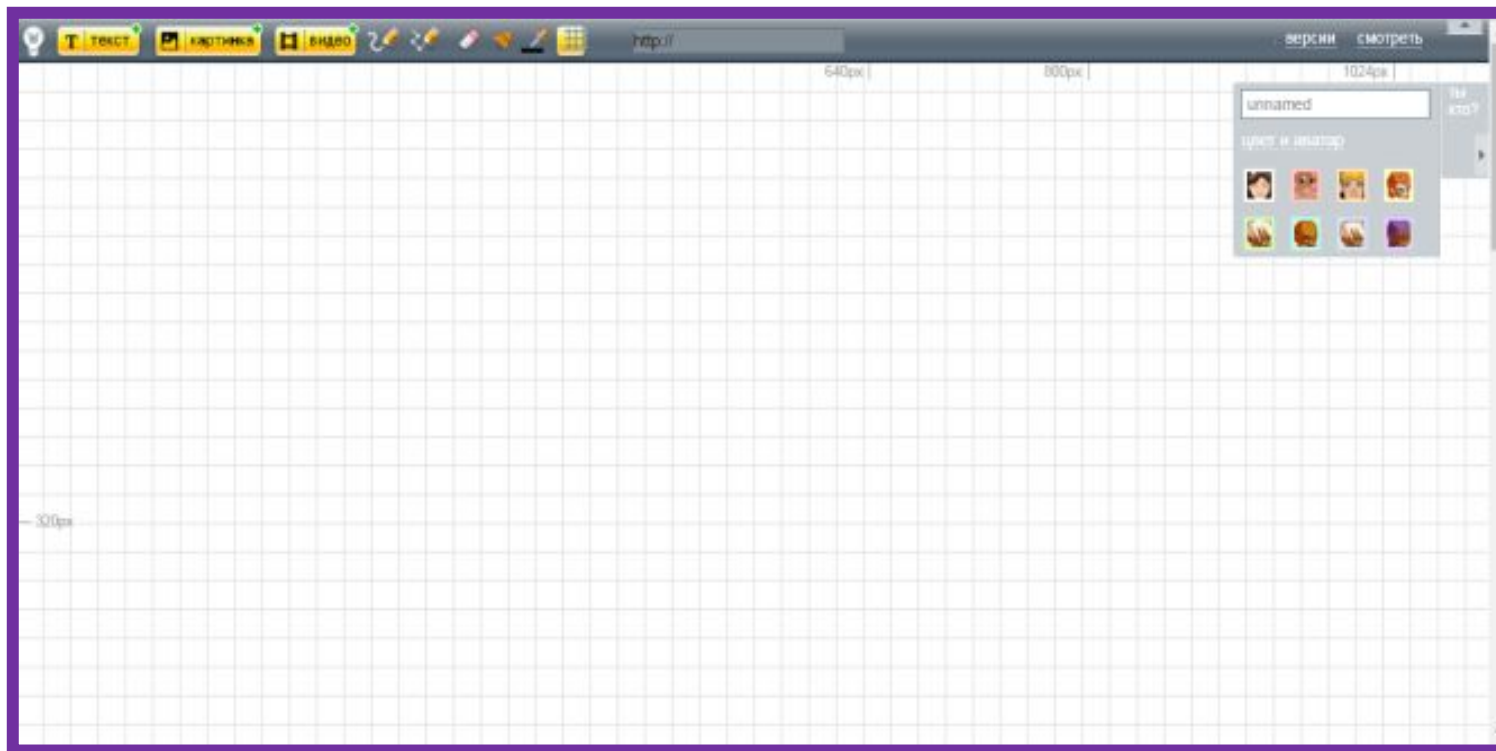 T текст картинка видео http:// версии смотреть
640px 800px 1024px
unnamed
ты
кто?
цвет и аватар
320px